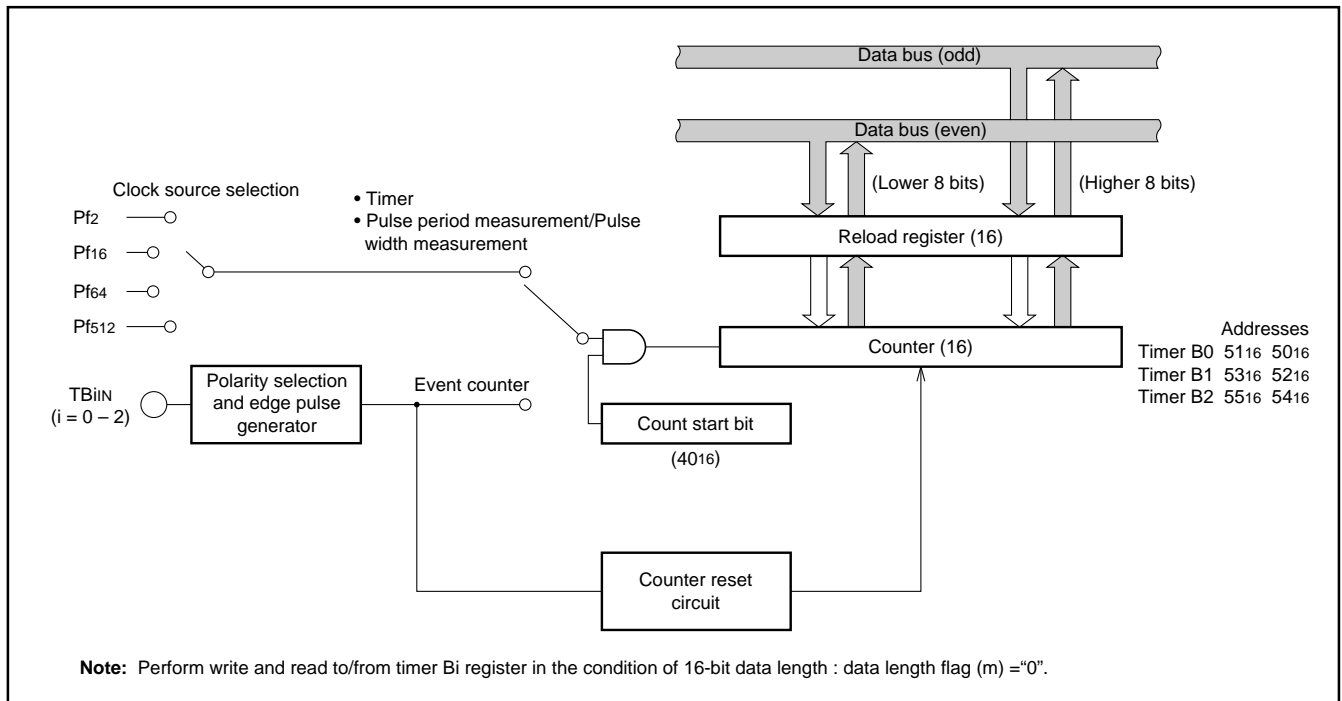 Data bus (odd)
Data bus (even)
(Lower 8 bits)
(Higher 8 bits)
Clock source selection
Pf2
Pf16
Pf64
Pf512
• Timer
• Pulse period measurement/Pulse
width measurement
Reload register (16)
Counter (16)
Addresses
Timer B0 5116 5016
Timer B1 5316 5216
Timer B2 5516 5416
TBiIN
(i = 0 – 2)
Polarity selection
and edge pulse
generator
Event counter
Count start bit
(4016)
Counter reset
circuit
Note: Perform write and read to/from timer Bi register in the condition of 16-bit data length : data length flag (m) =“0”.